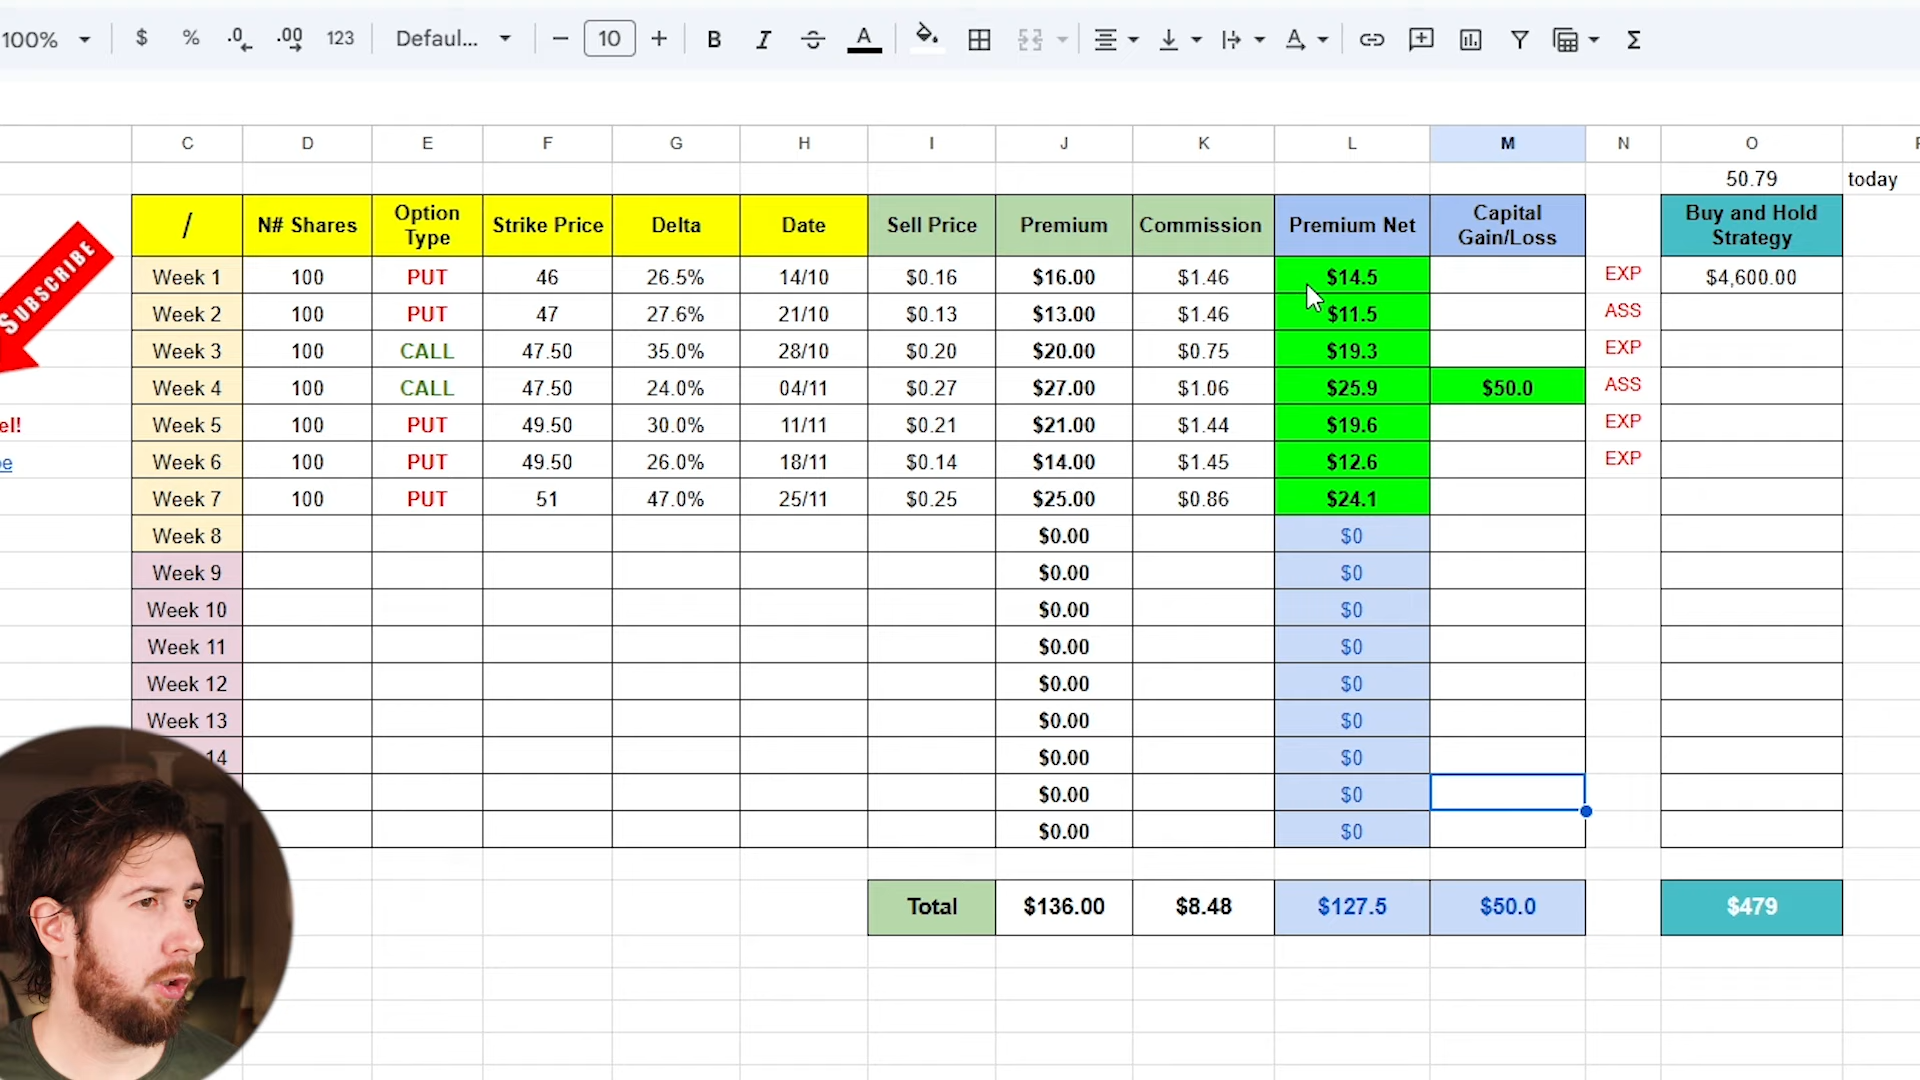 100% $ % .0 .00 123 Defaul... 10 B I A
C D E F G H I J K L M N O
50.79 today
/ N# Shares Option Type Strike Price Delta Date Sell Price Premium Commission Premium Net Capital Gain/Loss Buy and Hold Strategy
Week 1 100 PUT 46 26.5% 14/10 $0.16 $16.00 $1.46 $14.5 EXP $4,600.00
Week 2 100 PUT 47 27.6% 21/10 $0.13 $13.00 $1.46 $11.5 ASS
Week 3 100 CALL 47.50 35.0% 28/10 $0.20 $20.00 $0.75 $19.3 EXP
Week 4 100 CALL 47.50 24.0% 04/11 $0.27 $27.00 $1.06 $25.9 $50.0 ASS
Week 5 100 PUT 49.50 30.0% 11/11 $0.21 $21.00 $1.44 $19.6 EXP
Week 6 100 PUT 49.50 26.0% 18/11 $0.14 $14.00 $1.45 $12.6 EXP
Week 7 100 PUT 51 47.0% 25/11 $0.25 $25.00 $0.86 $24.1
Week 8 $0.00 $0
Week 9 $0.00 $0
Week 10 $0.00 $0
Week 11 $0.00 $0
Week 12 $0.00 $0
Week 13 $0.00 $0
14 $0.00 $0
$0.00 $0
$0.00 $0
Total $136.00 $8.48 $127.5 $50.0 $479
SUBSCRIBE
el!